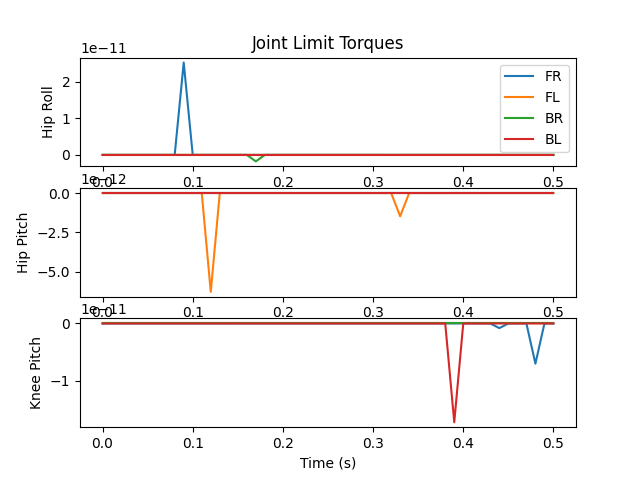 Joint Limit Torques
1e−11
Hip Roll
2
1
0
FR
FL
BR
BL
0.0 0.1 0.2 0.3 0.4 0.5
1e−12
Hip Pitch
0.0
−2.5
−5.0
0.0 0.1 0.2 0.3 0.4 0.5
1e−11
Knee Pitch
0
−1
0.0 0.1 0.2 0.3 0.4 0.5
Time (s)